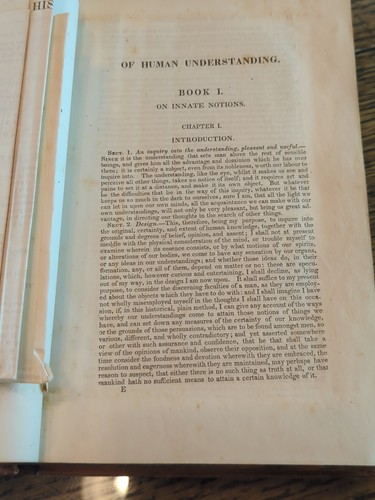 HIS
OF HUMAN UNDERSTANDING.
BOOK I.
ON INNATE NOTIONS.
CHAPTER I.
INTRODUCTION.
SECT. 1. An inquiry into the understanding, pleasant and useful.—
Since it is the understanding that sets man above the rest of sensible
beings, and gives him all the advantage and dominion which he has over
them; it is certainly a subject, even from its nobleness, worth our labour to
inquire into. The understanding, like the eye, whilst it makes us see and
perceive all other things, takes no notice of itself; and it requires art and
pains to set it at a distance, and make it its own object. But whatever
be the difficulties that lie in the way of this inquiry, whatever it be that
keeps us so much in the dark to ourselves, sure I am, that all the light we
can let in upon our own minds, all the acquaintance we can make with our
own understandings, will not only be very pleasant, but bring us great ad-
vantage, in directing our thoughts in the search of other things.
SECT. 2. Design.—This, therefore, being my purpose, to inquire into
the original, certainty, and extent of human knowledge, together with the
grounds and degrees of belief, opinion, and assent; I shall not at present
meddle with the physical consideration of the mind, or trouble myself to
examine wherein its essence consists, or by what motions of our spirits,
or alterations of our bodies, we come to have any sensation by our organs,
or any ideas in our understandings; and whether those ideas do, in their
formation, any, or all of them, depend on matter or no: these are specu-
lations, which, however curious and entertaining, I shall decline, as lying
out of my way, in the design I am now upon. It shall suffice to my present
purpose, to consider the discerning faculties of a man, as they are employ-
ed about the objects which they have to do with: and I shall imagine I have
not wholly misemployed myself in the thoughts I shall have on this occa-
sion, if, in this historical, plain method, I can give any account of the ways
whereby our understandings come to attain those notions of things we
have, and can set down any measures of the certainty of our knowledge,
or the grounds of those persuasions, which are to be found amongst men, so
various, different, and wholly contradictory; and yet asserted somewhere
or other with such assurance and confidence, that he that shall take a
view of the opinions of mankind, observe their opposition, and at the same
time consider the fondness and devotion wherewith they are embraced, the
resolution and eagerness wherewith they are maintained, may perhaps have
reason to suspect, that either there is no such thing as truth at all, or that
mankind hath no sufficient means to attain a certain knowledge of it.
E